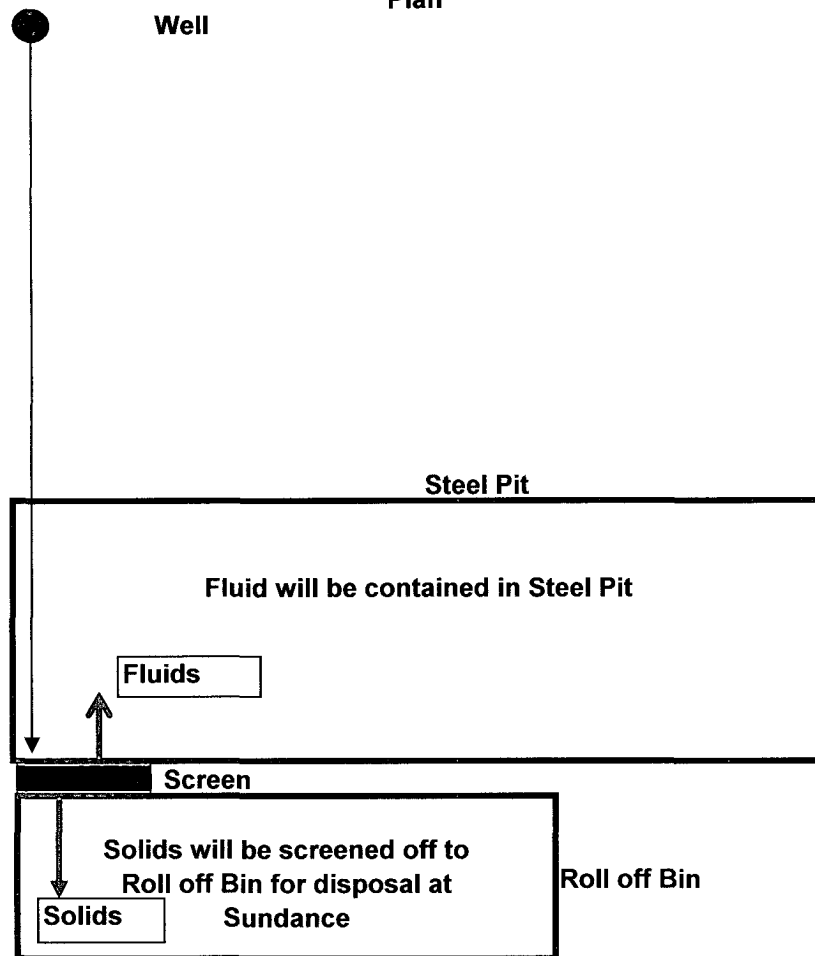 Plan
Well
Steel Pit
Fluid will be contained in Steel Pit
Fluids
Screen
Solids will be screened off to
Roll off Bin for disposal at
Sundance
Roll off Bin
Solids